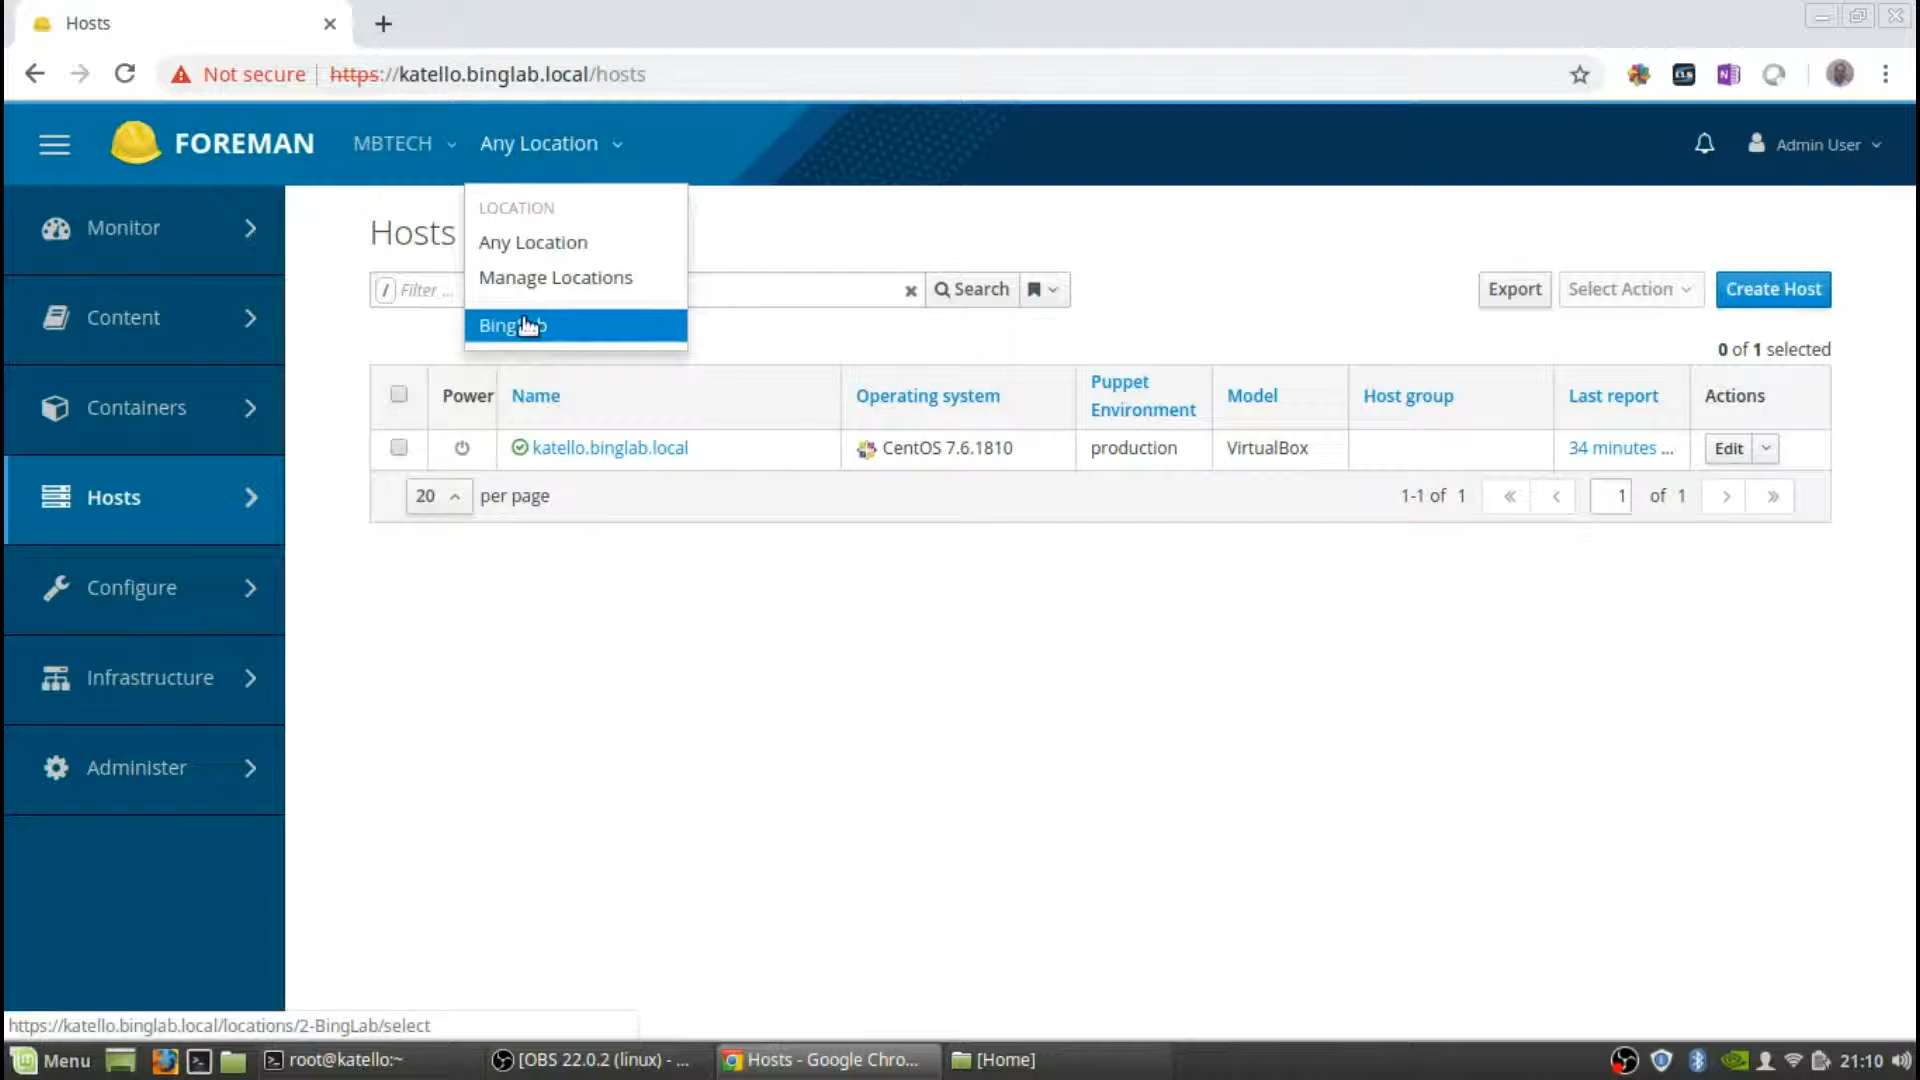 Hosts
Not secure | https://katello.binglab.local/hosts
FOREMAN MBTECH Any Location Admin User
LOCATION
Any Location
Manage Locations
Monitor
Content
Containers
Hosts
Configure
Infrastructure
Administer
Hosts
/ Filter ... Search Export Select Action Create Host
0 of 1 selected
Power Name Operating system Puppet Environment Model Host group Last report Actions
katello.binglab.local CentOS 7.6.1810 production VirtualBox 34 minutes ... Edit
20 per page 1-1 of 1 « ‹ 1 of 1 › »
https://katello.binglab.local/locations/2-BingLab/select
Menu root@katello:~ [OBS 22.0.2 (linux) - ... Hosts - Google Chro... [Home] 21:10